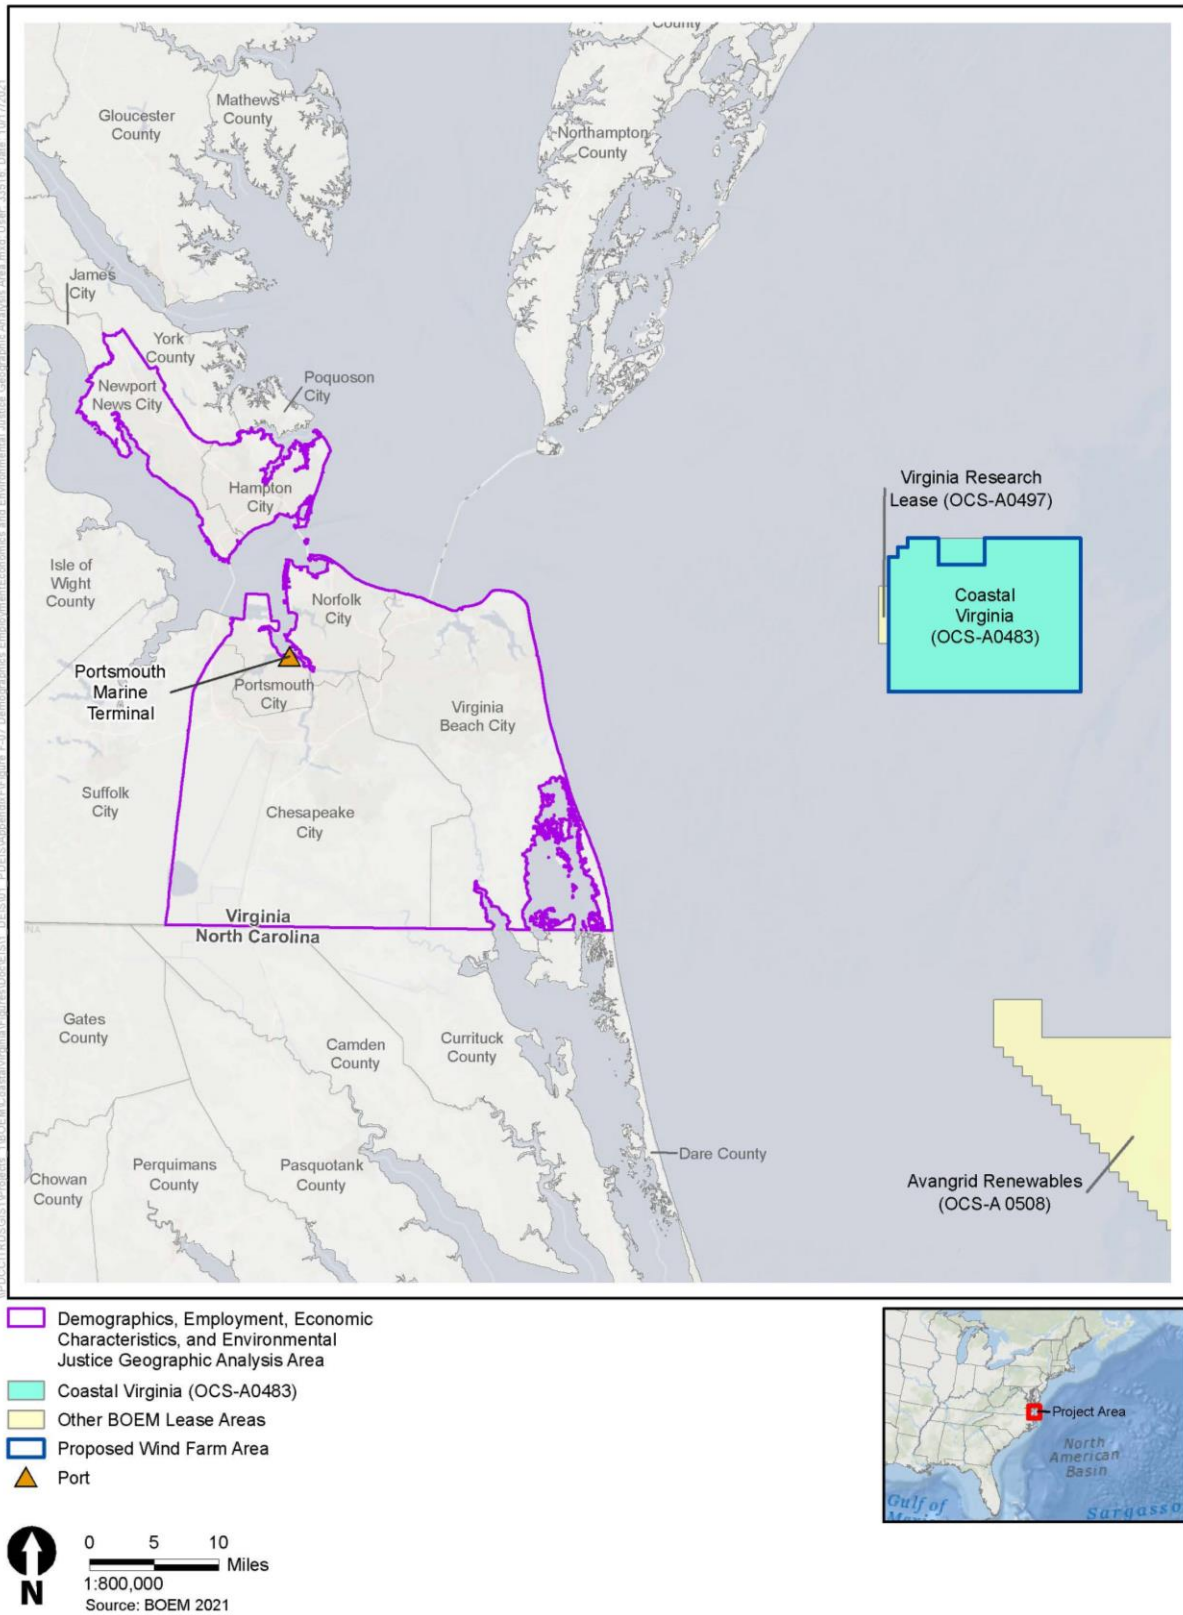 County
Mathews
County
Gloucester
County
Northampton
County
James
City
York
County
Poquoson
City
Newport
News City
Hampton
City
Virginia Research
Lease (OCS-A0497)
Isle of
Wight
County
Norfolk
City
Coastal
Virginia
(OCS-A0483)
Portsmouth
Marine
Terminal
Portsmouth
City
Virginia
Beach City
Suffolk
City
Chesapeake
City
Virginia
North Carolina
Gates
County
Camden
County
Currituck
County
Dare County
Perquimans
County
Pasquotank
County
Chowan
County
Avangrid Renewables
(OCS-A 0508)
Demographics, Employment, Economic
Characteristics, and Environmental
Justice Geographic Analysis Area
Coastal Virginia (OCS-A0483)
Other BOEM Lease Areas
Proposed Wind Farm Area
Port
Project Area
North
American
Basin
Gulf of
Sargasso
N
0 5 10
Miles
1:800,000
Source: BOEM 2021